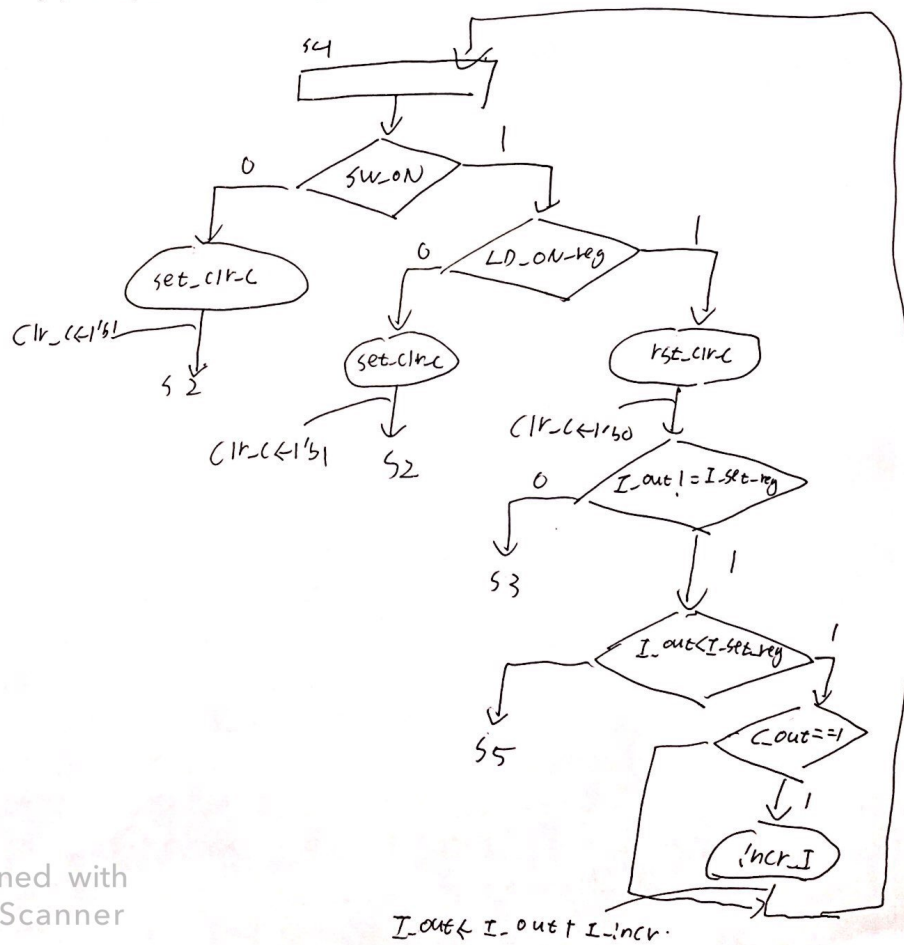 S4
SW_ON
0
1
set_clr_c
Clr_c←1'b1
S2
LD_ON_reg
0
1
set_clr_c
Clr_c←1'b1
S2
rst_clr_c
Clr_c←1'b0
I_out!=I_set_reg
0
1
S3
I_out<I_set_reg
1
S5
C_out==1
1
incr_I
I_out← I_out + I_incr.
ned with
Scanner